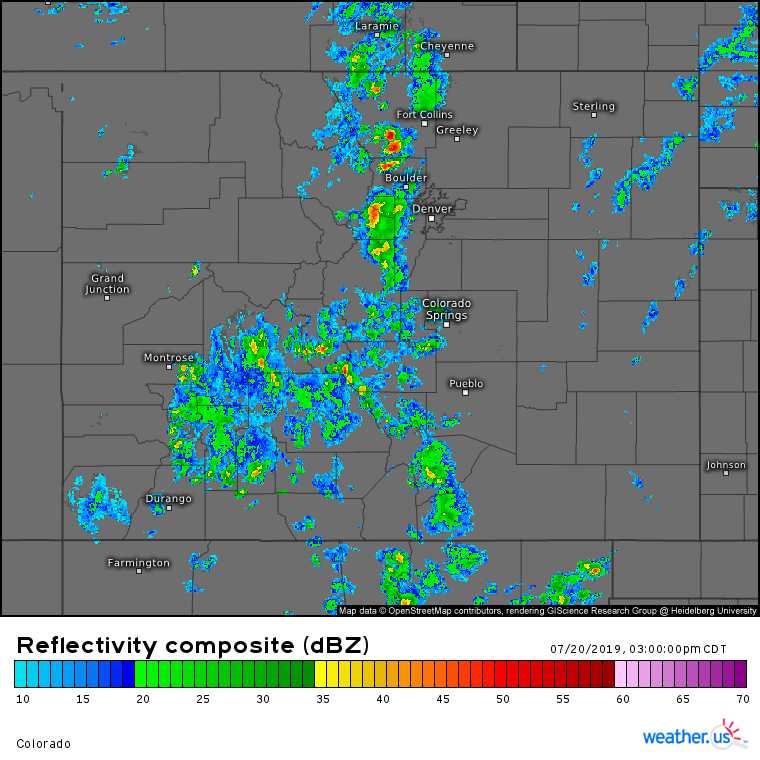 Laramie
Cheyenne
Sterling
Fort Collins
Greeley
Boulder
Denver
Grand
Junction
Colorado
Springs
Montrose
Pueblo
Johnson
Durango
Farmington
Map data © OpenStreetMap contributors, rendering GIScience Research Group @ Heidelberg University
Reflectivity composite (dBZ)
07/20/2019, 03:00:00pm CDT
10 15 20 25 30 35 40 45 50 55 60 65 70
weather.us
Colorado